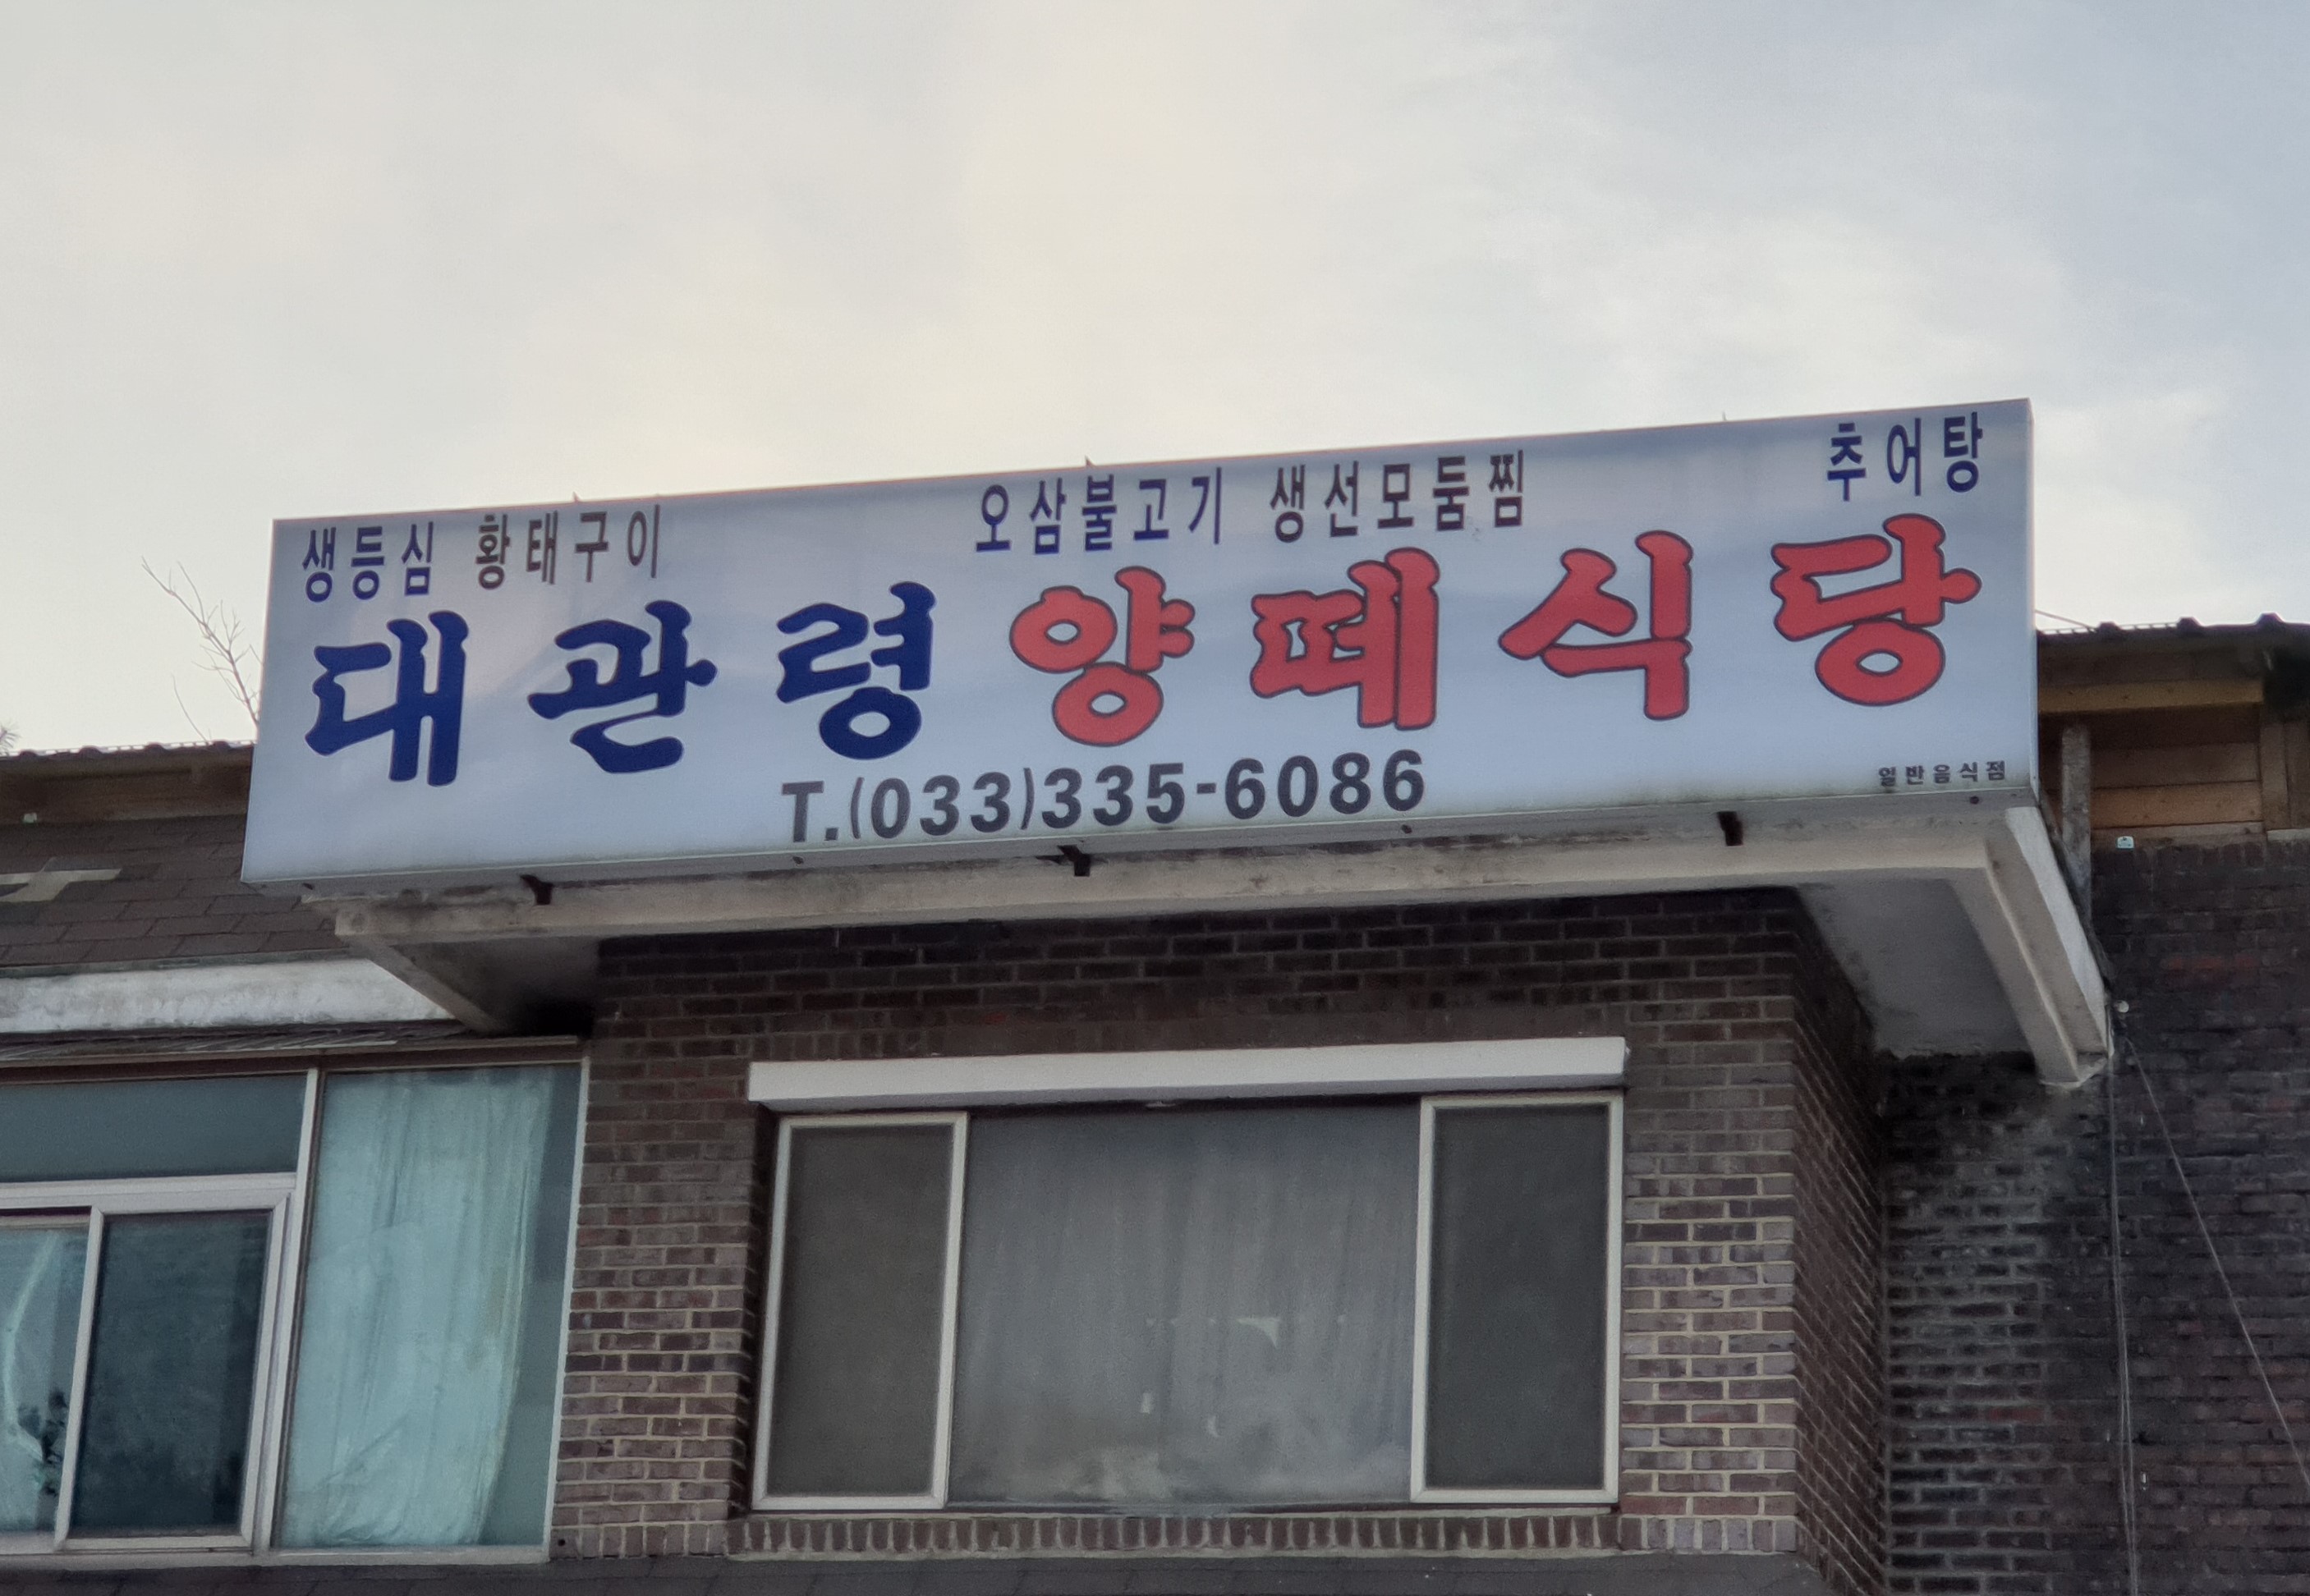 생등심 황태구이 오삼불고기 생선모둠찜 추어탕
대관령 양떼식당
T.(033)335-6086
일반음식점